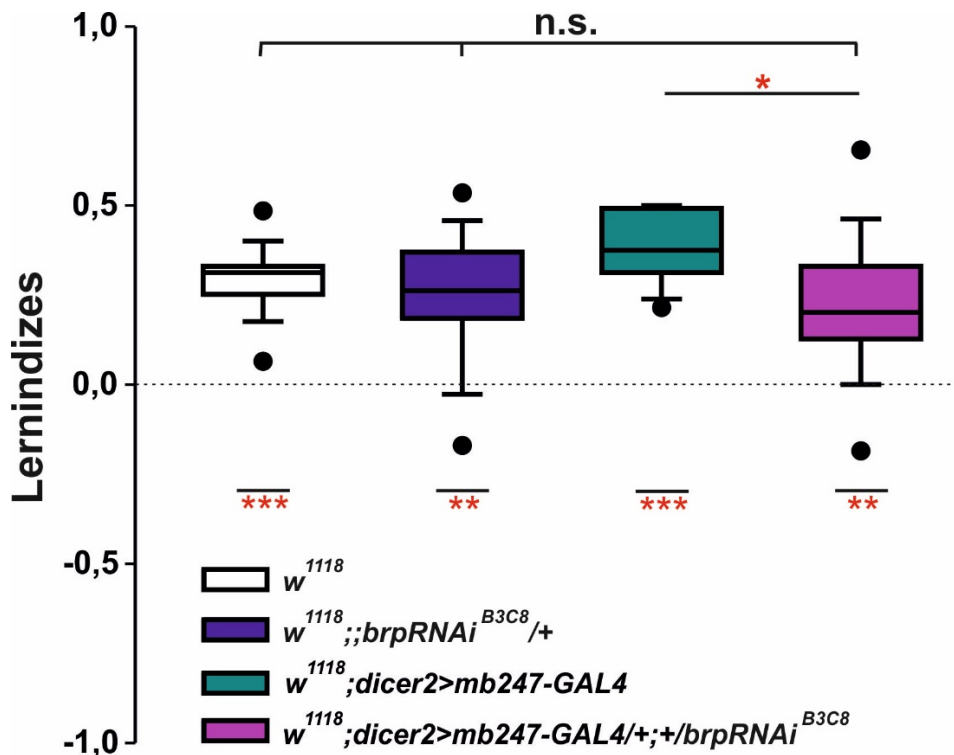 n.s.
*
1,0
0,5
0,0
-0,5
-1,0
Lernindizes
*** ** *** **
w1118
w1118;;brpRNAiB3C8/+
w1118;dicer2>mb247-GAL4
w1118;dicer2>mb247-GAL4/+;+/brpRNAiB3C8